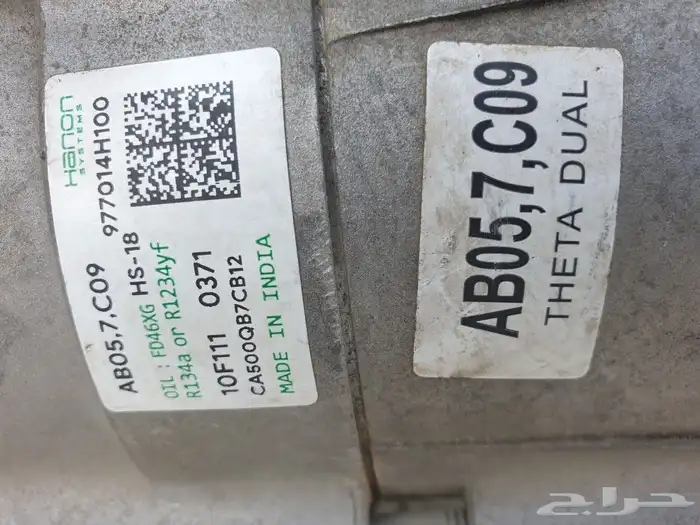 Hanon
SYSTEMS
AB05,7,C09 977014H100
OIL : FD46XG HS-18
R134a or R1234yf
10F111 0371
CA500QB7CB12
MADE IN INDIA
AB05,7,C09
THETA DUAL
حراج